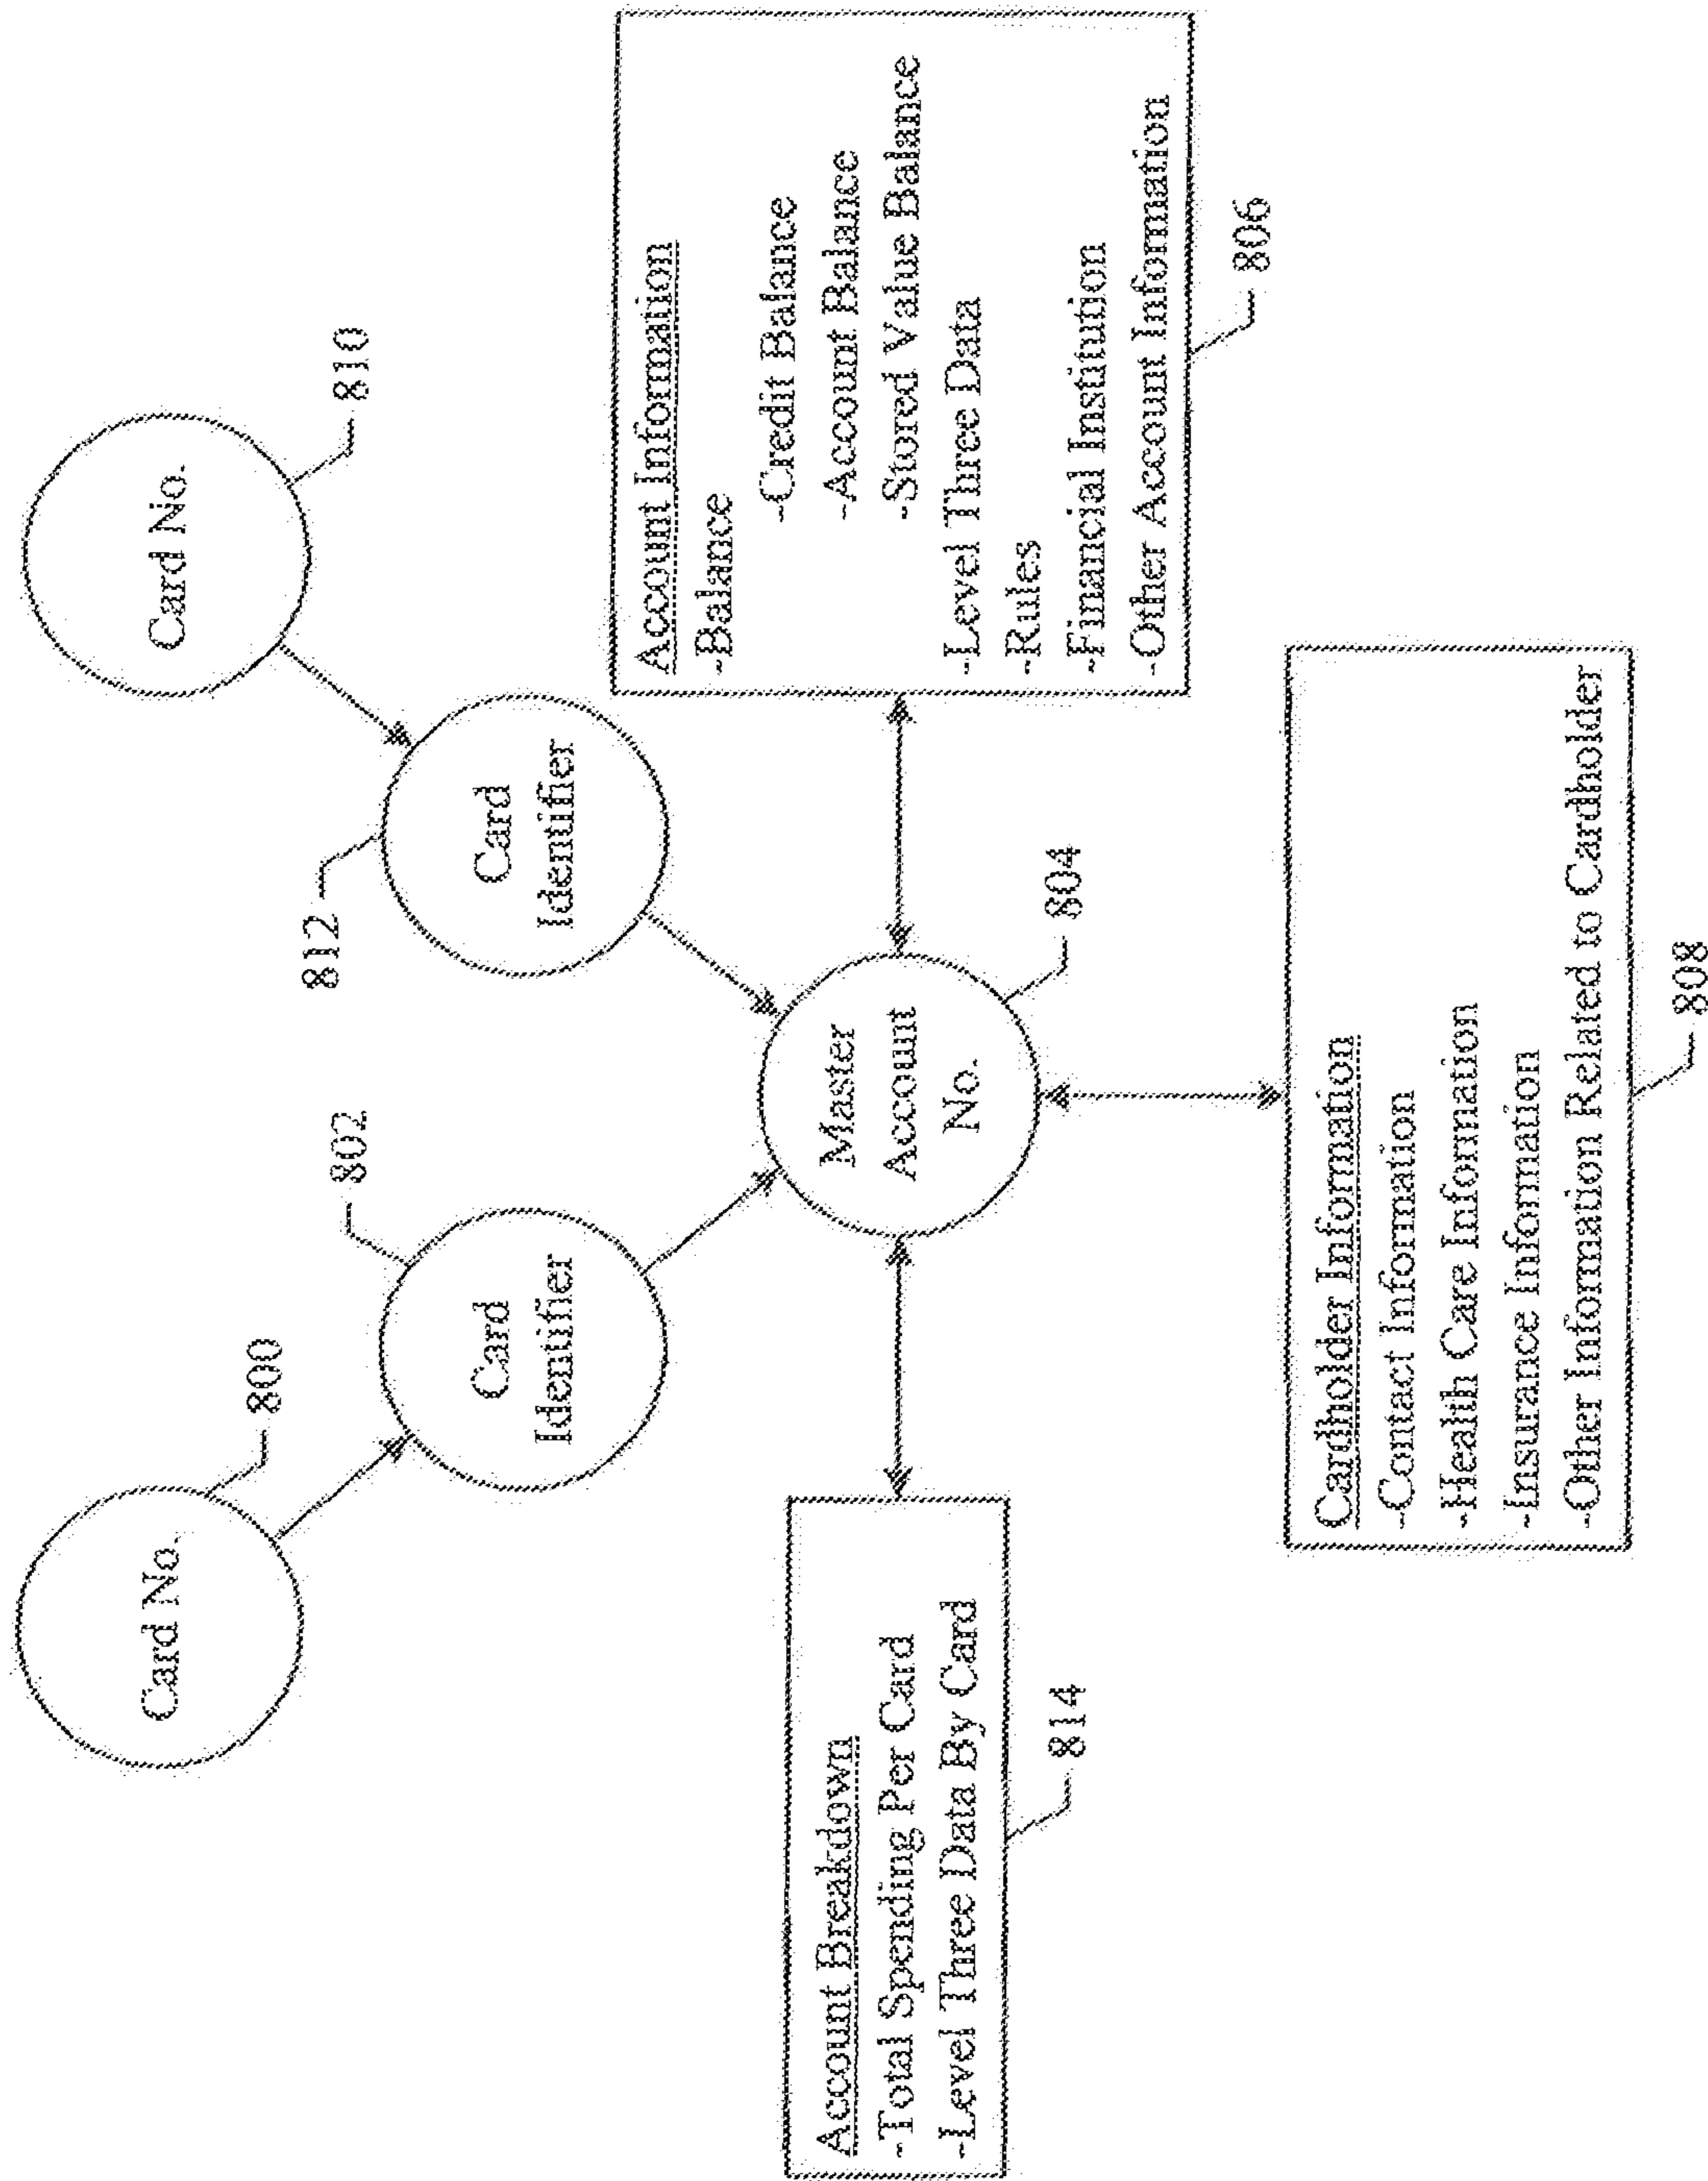 Card No.
800
Card No.
810
Card
Identifier
802
Card
Identifier
812
Master
Account
No.
804
Account Breakdown
-Total Spending Per Card
-Level Three Data By Card
814
Account Information
-Balance
-Credit Balance
-Account Balance
-Stored Value Balance
-Level Three Data
-Rules
-Financial Institution
-Other Account Information
806
Cardholder Information
-Contact Information
-Health Care Information
-Insurance Information
-Other Information Related to Cardholder
808